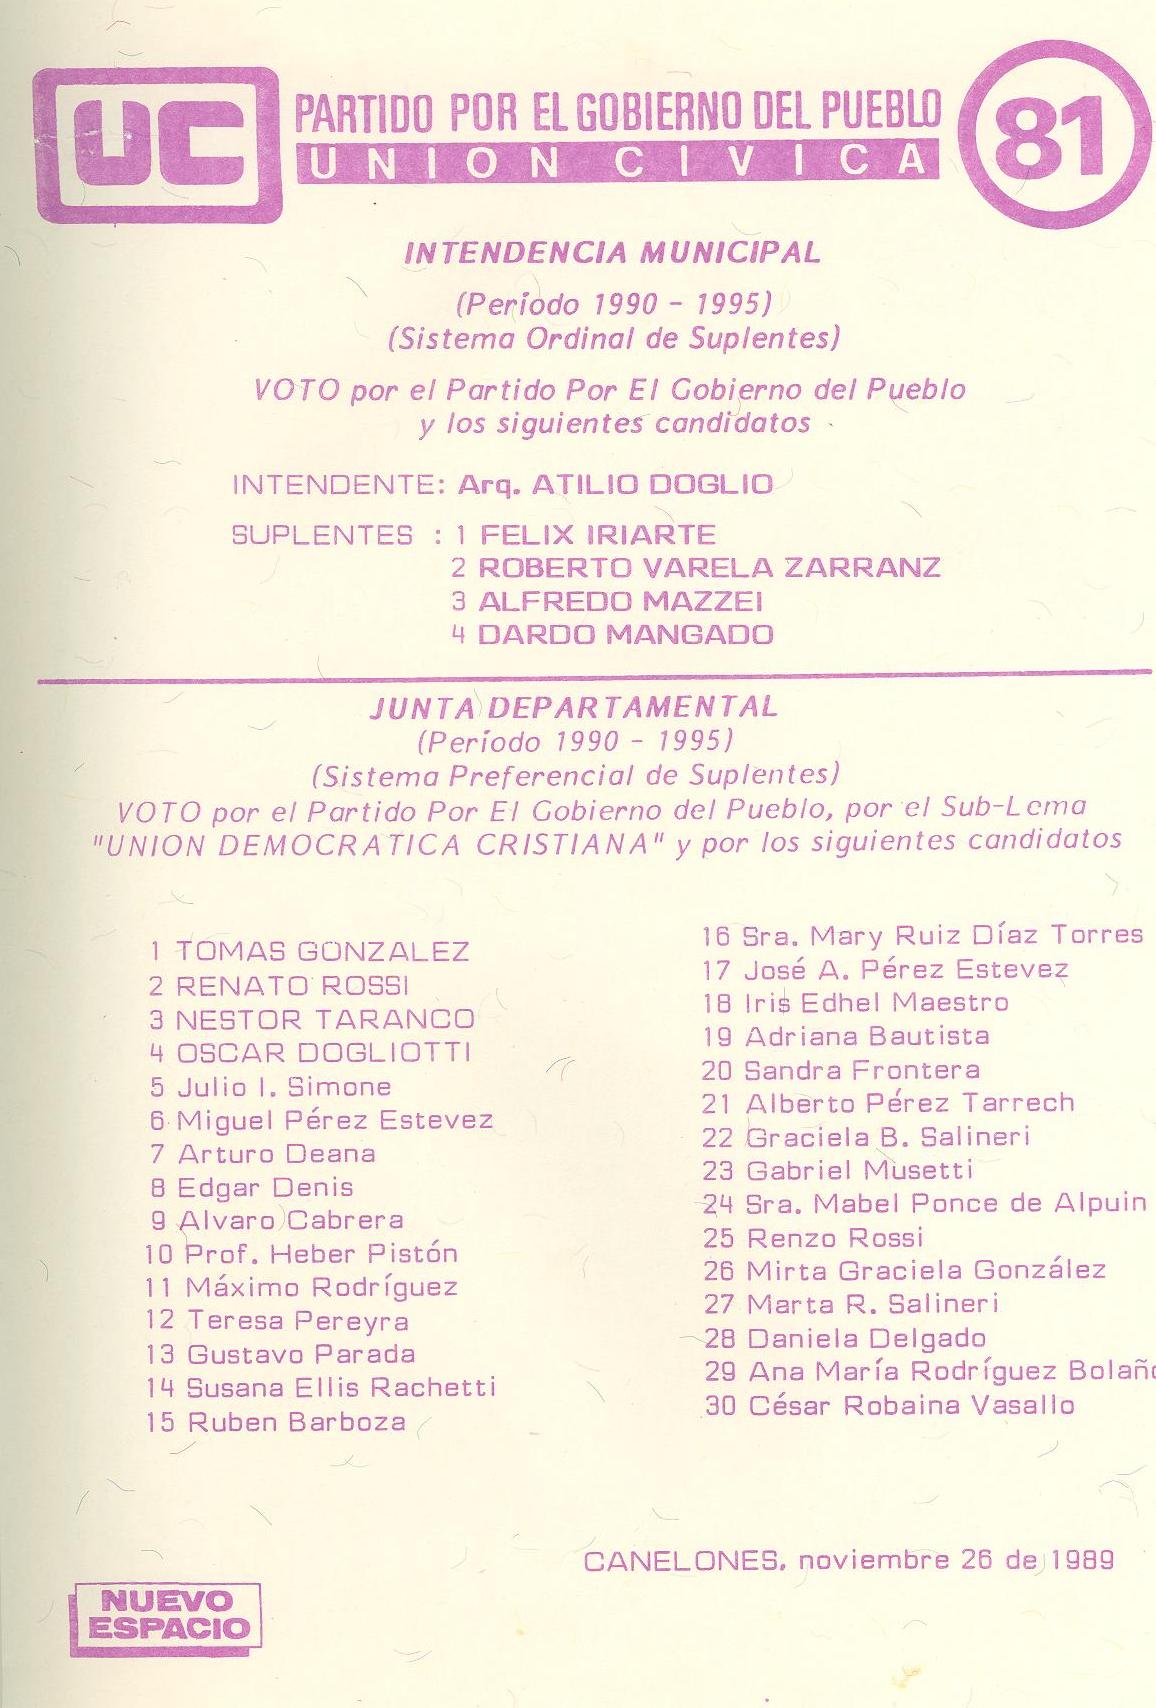 UC
PARTIDO POR EL GOBIERNO DEL PUEBLO
UNION CIVICA
81
INTENDENCIA MUNICIPAL
(Período 1990 - 1995)
(Sistema Ordinal de Suplentes)
VOTO por el Partido Por El Gobierno del Pueblo
y los siguientes candidatos
INTENDENTE: Arq. ATILIO DOGLIO
SUPLENTES : 1 FELIX IRIARTE
2 ROBERTO VARELA ZARRANZ
3 ALFREDO MAZZEI
4 DARDO MANGADO
JUNTA DEPARTAMENTAL
(Período 1990 - 1995)
(Sistema Preferencial de Suplentes)
VOTO por el Partido Por El Gobierno del Pueblo, por el Sub-Lema
"UNION DEMOCRATICA CRISTIANA" y por los siguientes candidatos
1 TOMAS GONZALEZ
2 RENATO ROSSI
3 NESTOR TARANCO
4 OSCAR DOGLIOTTI
5 Julio I. Simone
6 Miguel Pérez Estevez
7 Arturo Deana
8 Edgar Denis
9 Alvaro Cabrera
10 Prof. Heber Pistón
11 Máximo Rodríguez
12 Teresa Pereyra
13 Gustavo Parada
14 Susana Ellis Rachetti
15 Ruben Barboza
16 Sra. Mary Ruiz Díaz Torres
17 José A. Pérez Estevez
18 Iris Edhel Maestro
19 Adriana Bautista
20 Sandra Frontera
21 Alberto Pérez Tarrech
22 Graciela B. Salineri
23 Gabriel Musetti
24 Sra. Mabel Ponce de Alpuin
25 Renzo Rossi
26 Mirta Graciela González
27 Marta R. Salineri
28 Daniela Delgado
29 Ana María Rodríguez Bolaño
30 César Robaina Vasallo
CANELONES, noviembre 26 de 1989
NUEVO
ESPACIO